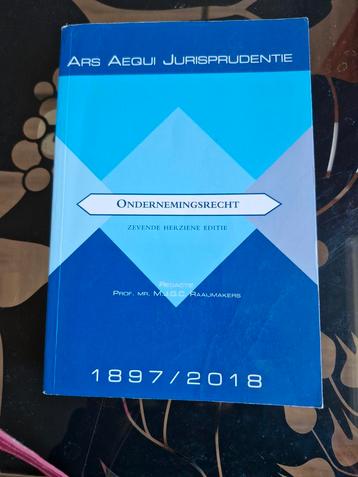 ARS AEQUI JURISPRUDENTIE
ONDERNEMINGSRECHT
ZEVENDE HERZIENE EDITIE
REDACTIE
PROF. MR. M.J.G.C. RAAIJMAKERS
1897/2018